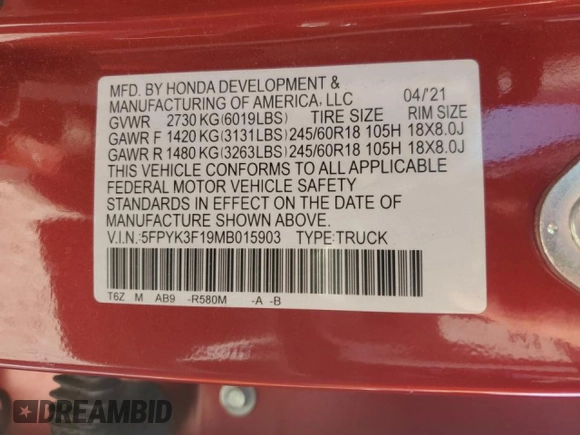 MFD. BY HONDA DEVELOPMENT &
MANUFACTURING OF AMERICA, LLC 04/'21
GVWR 2730 KG (6019LBS) TIRE SIZE RIM SIZE
GAWR F 1420 KG (3131LBS) 245/60R18 105H 18X8.0J
GAWR R 1480 KG (3263LBS) 245/60R18 105H 18X8.0J
THIS VEHICLE CONFORMS TO ALL APPLICABLE
FEDERAL MOTOR VEHICLE SAFETY
STANDARDS IN EFFECT ON THE DATE OF
MANUFACTURE SHOWN ABOVE.
V.I.N.:5FPYK3F19MB015903 TYPE:TRUCK
T6Z M AB9 -R580M -A -B
DREAMBID